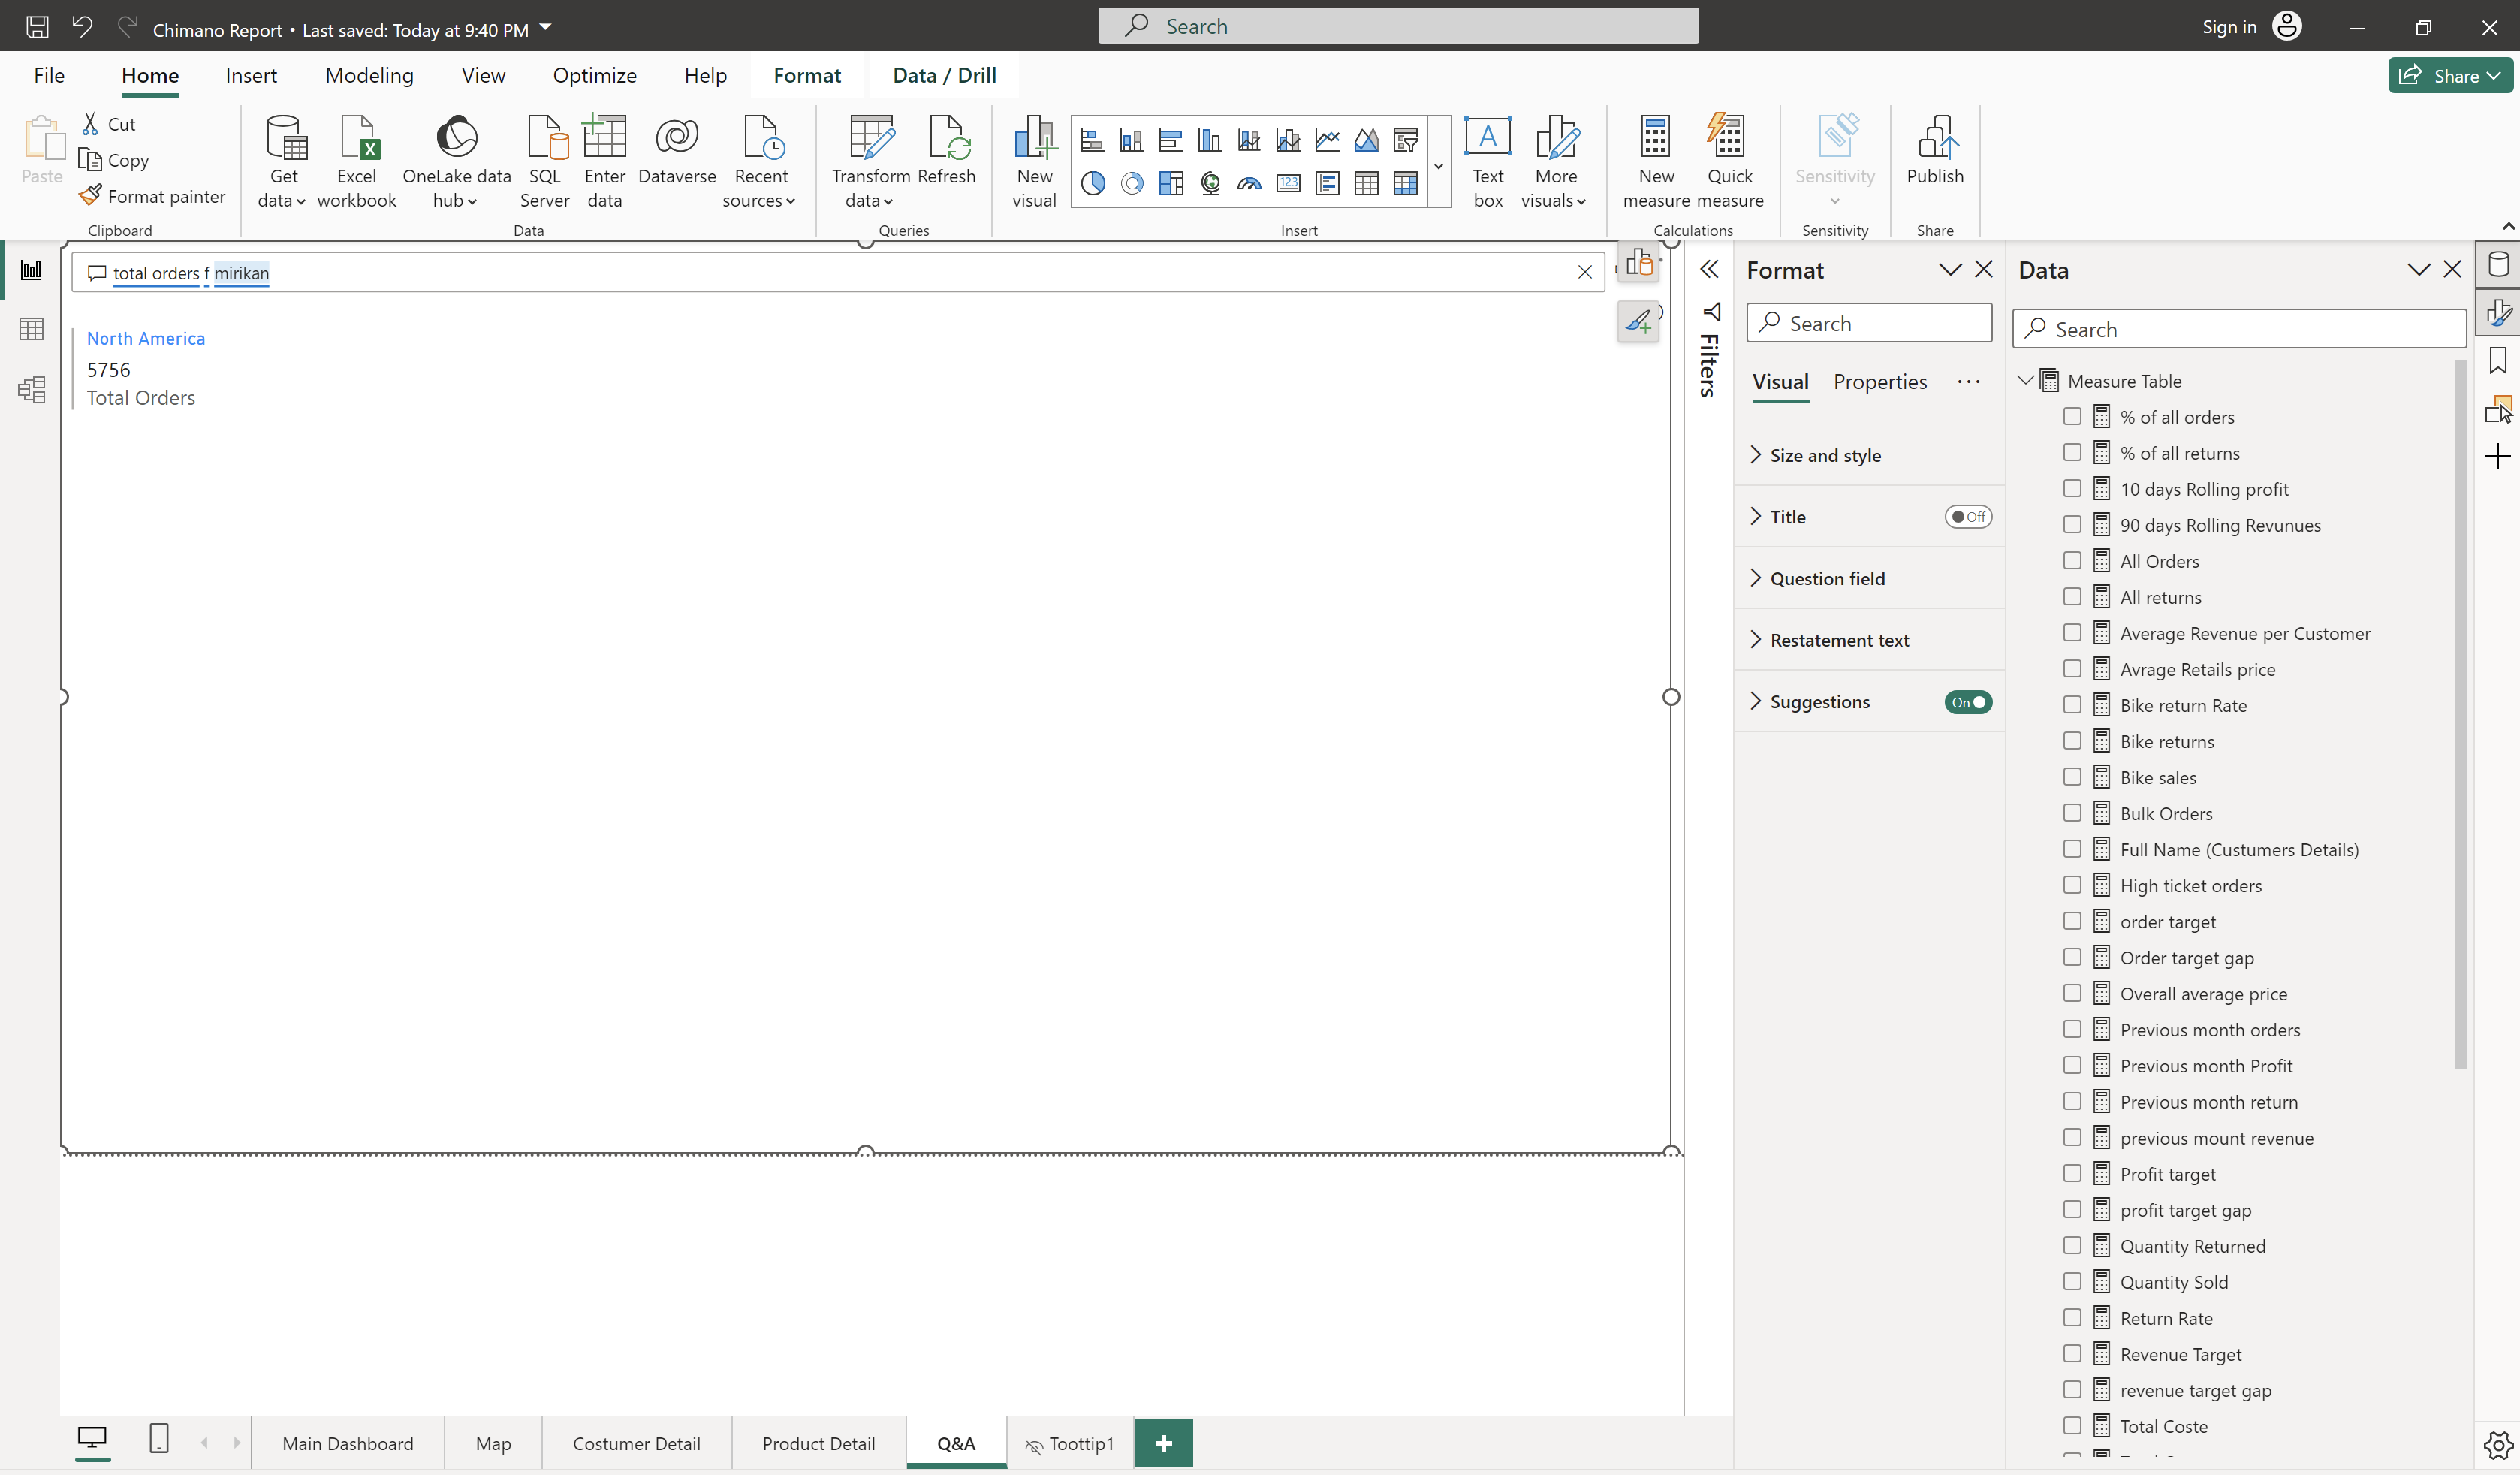 Chimano Report • Last saved: Today at 9:40 PM
Search
Sign in
File
Home
Insert
Modeling
View
Optimize
Help
Format
Data / Drill
Share
Paste
Cut
Copy
Format painter
Clipboard
Get data
Excel workbook
OneLake data hub
SQL Server
Enter data
Dataverse
Recent sources
Data
Transform data
Refresh
Queries
New visual
123
A
Text box
More visuals
Insert
New measure
Quick measure
Calculations
Sensitivity
Sensitivity
Publish
Share
total orders f mirikan
North America
5756
Total Orders
Filters
Format
Search
Visual
Properties
Size and style
Title
Off
Question field
Restatement text
Suggestions
On
Data
Search
Measure Table
% of all orders
% of all returns
10 days Rolling profit
90 days Rolling Revunues
All Orders
All returns
Average Revenue per Customer
Avrage Retails price
Bike return Rate
Bike returns
Bike sales
Bulk Orders
Full Name (Custumers Details)
High ticket orders
order target
Order target gap
Overall average price
Previous month orders
Previous month Profit
Previous month return
previous mount revenue
Profit target
profit target gap
Quantity Returned
Quantity Sold
Return Rate
Revenue Target
revenue target gap
Total Coste
Main Dashboard
Map
Costumer Detail
Product Detail
Q&A
Toottip1